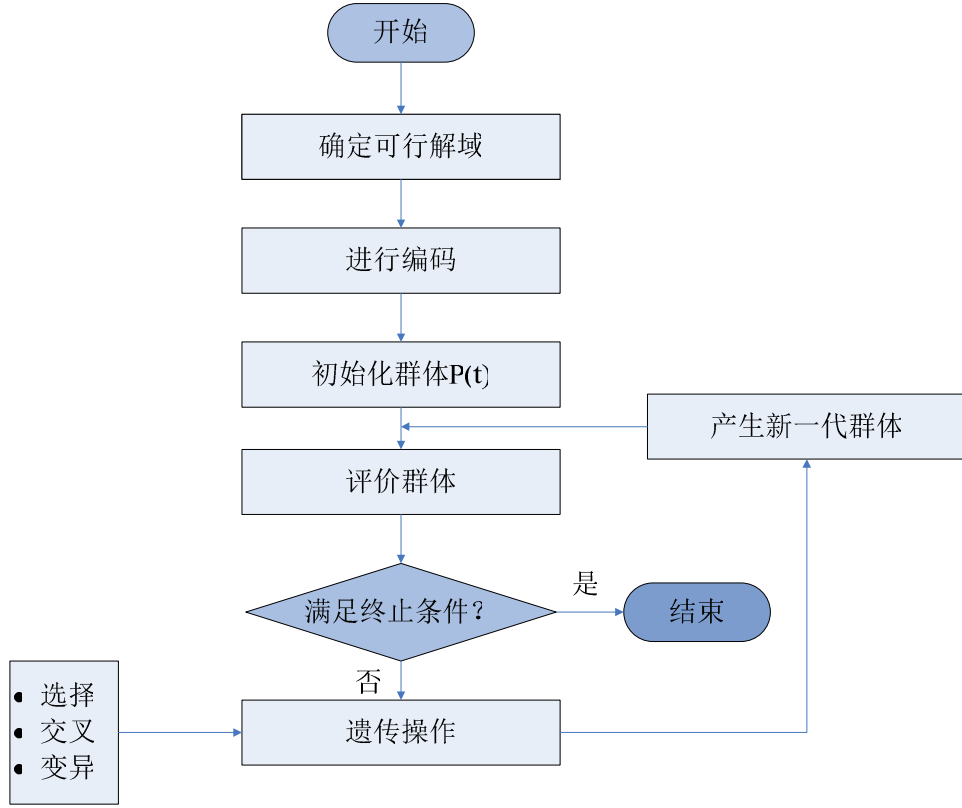 开始
确定可行解域
进行编码
初始化群体P(t)
产生新一代群体
评价群体
满足终止条件？
是
结束
否
• 选择
• 交叉
• 变异
遗传操作